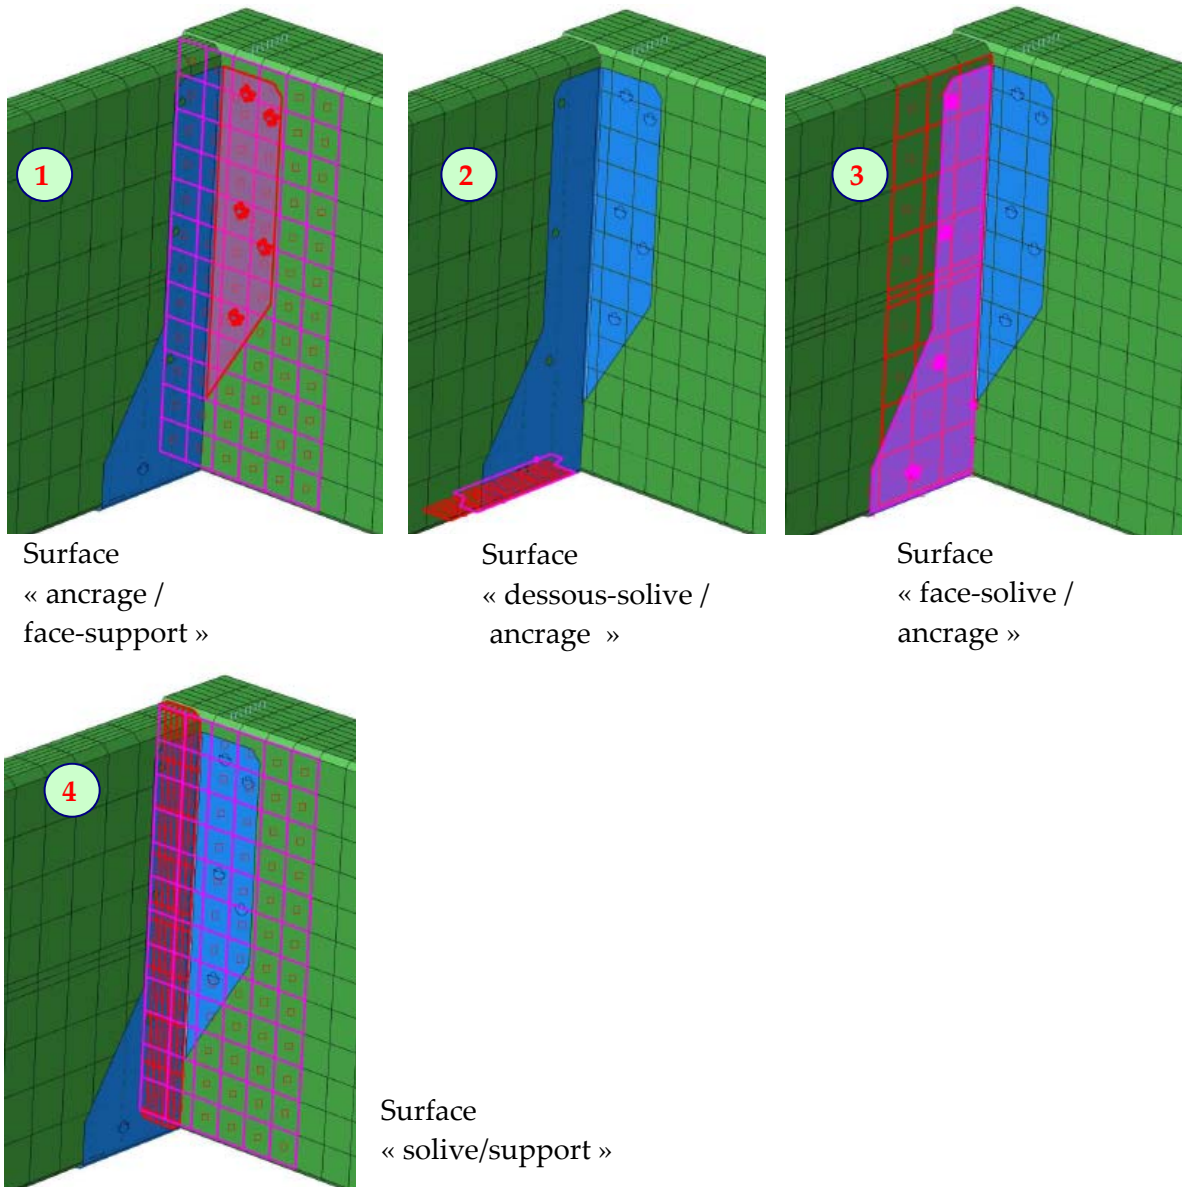 1
2
3
Surface
« ancrage /
face-support »
Surface
« dessous-solive /
ancrage »
Surface
« face-solive /
ancrage »
4
Surface
« solive/support »